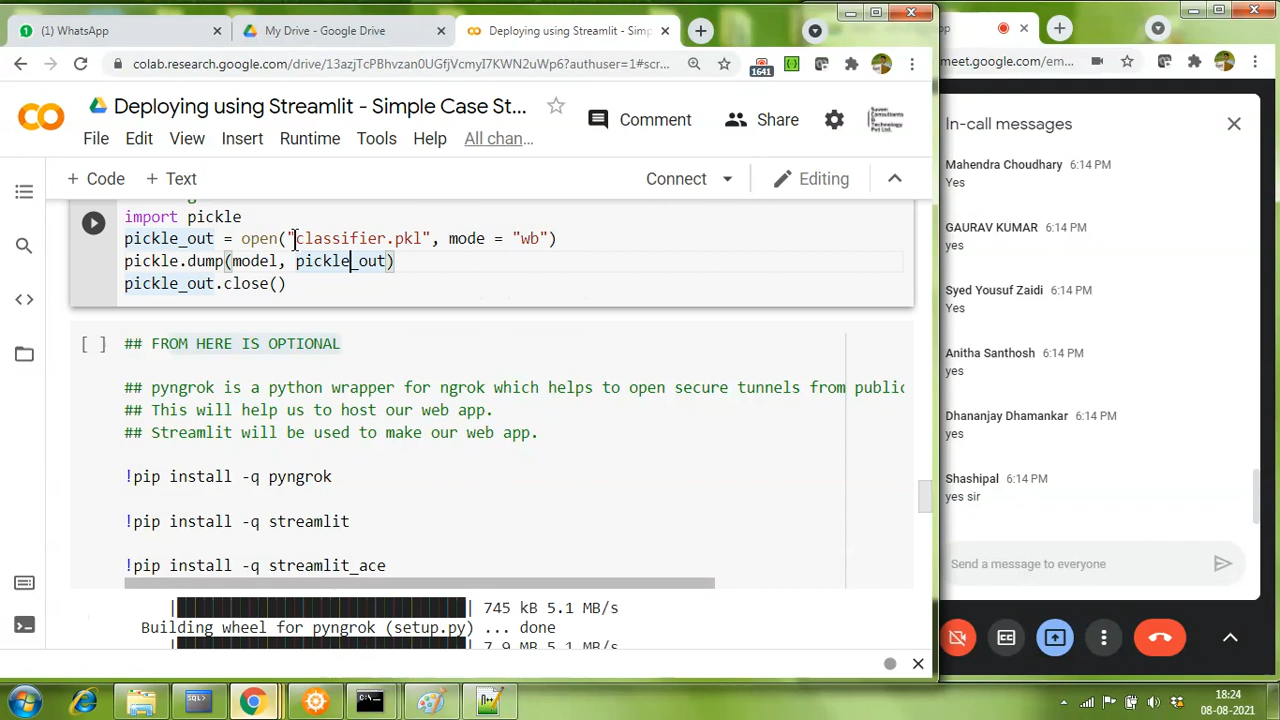 (1) WhatsApp
My Drive - Google Drive
Deploying using Streamlit - Simp
colab.research.google.com/drive/
?authuser=1#scr...
1641
meet.google.com/em...
Deploying using Streamlit - Simple Case St...
File Edit View Insert Runtime Tools Help All chan...
Comment
Share
+ Code + Text
Connect
Editing
import pickle
pickle_out = open("classifier.pkl", mode = "wb")
pickle.dump(model, pickle_out)
pickle_out.close()
[ ] ## FROM HERE IS OPTIONAL
## pyngrok is a python wrapper for ngrok which helps to open secure tunnels from public
## This will help us to host our web app.
## Streamlit will be used to make our web app.
!pip install -q pyngrok
!pip install -q streamlit
!pip install -q streamlit_ace
745 kB 5.1 MB/s
Building wheel for pyngrok (setup.py) ... done
7.9 MB 5.1 MB/s
In-call messages
Mahendra Choudhary 6:14 PM
Yes
GAURAV KUMAR 6:14 PM
yes
Syed Yousuf Zaidi 6:14 PM
Yes
Anitha Santhosh 6:14 PM
yes
Dhananjay Dhamankar 6:14 PM
yes
Shashipal 6:14 PM
yes sir
Send a message to everyone
18:24
08-08-2021